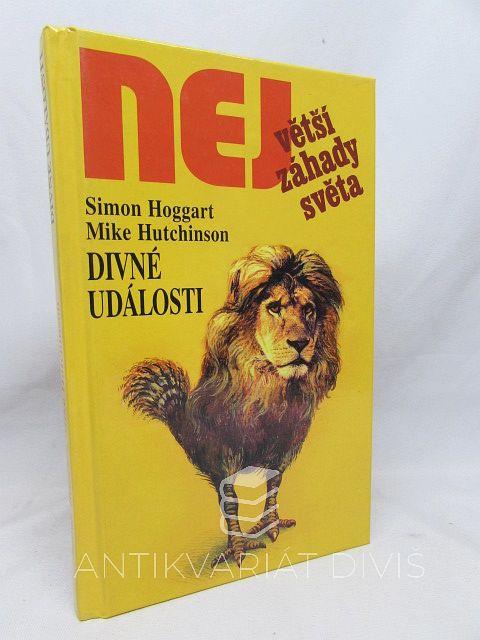 NEJ
větší
záhady
světa
Simon Hoggart
Mike Hutchinson
DIVNÉ
UDÁLOSTI
ANTIKVARIÁT DIVIŠ